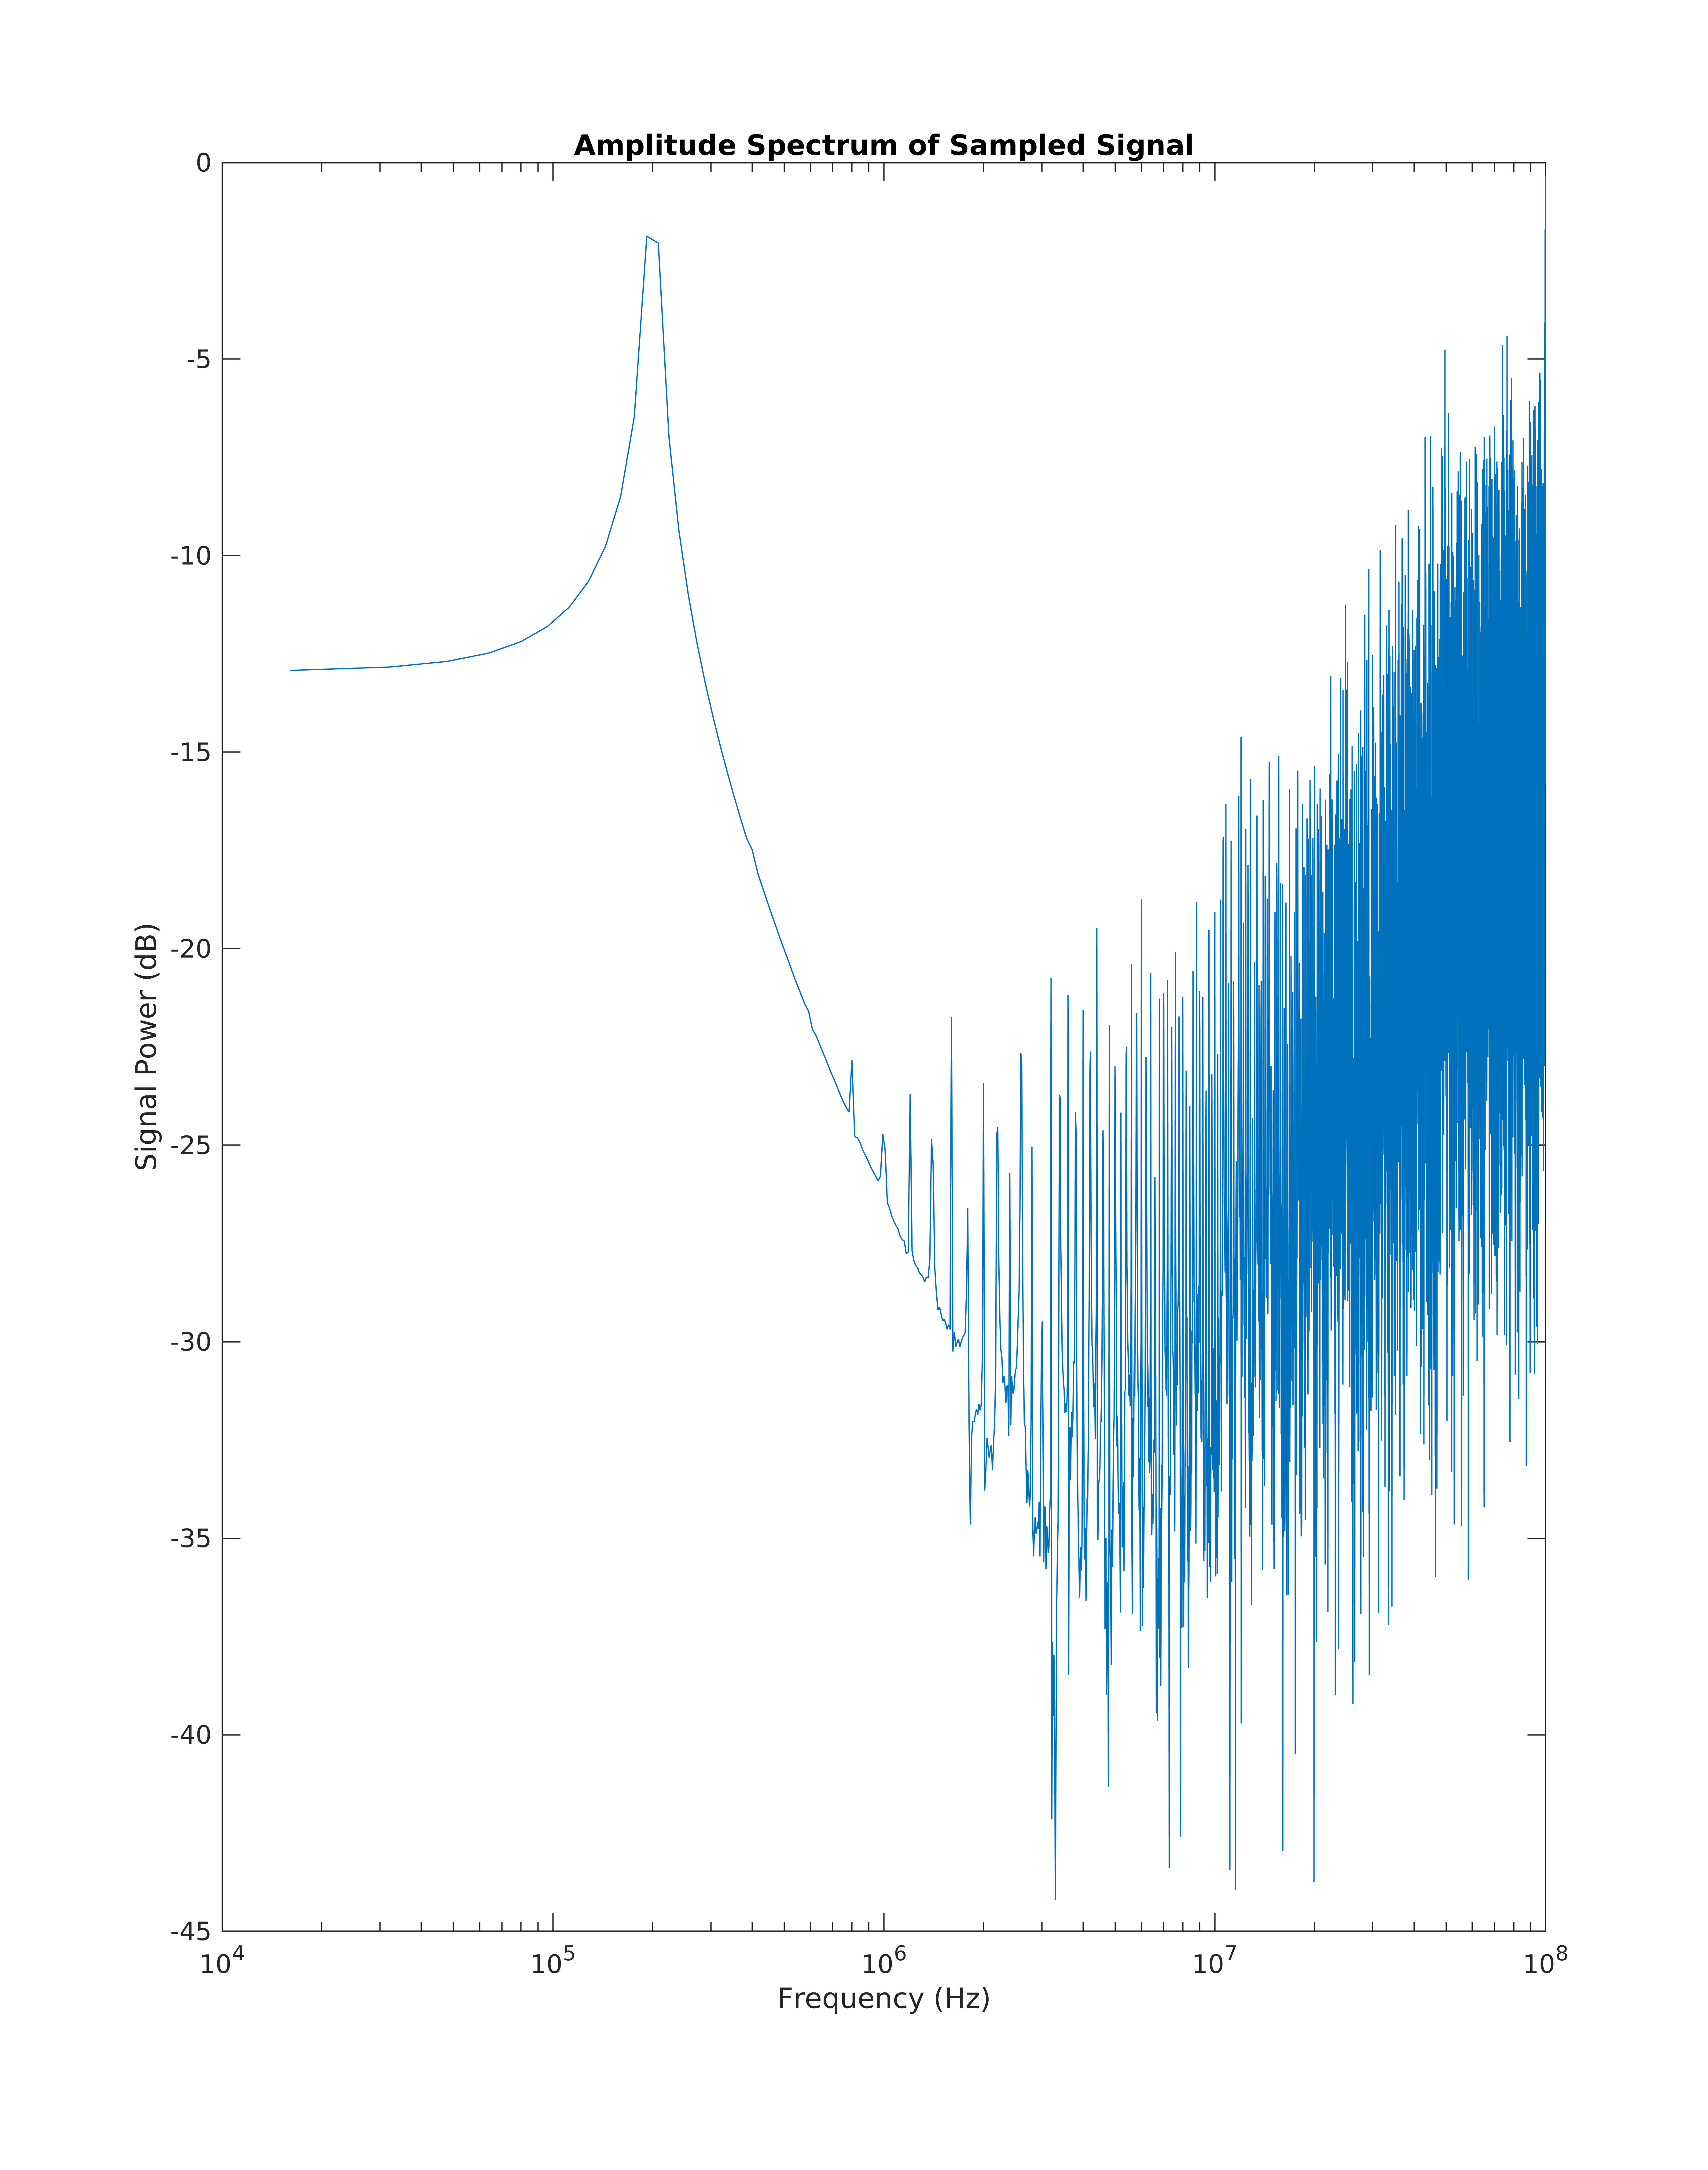 Amplitude Spectrum of Sampled Signal
0
-5
-10
-15
-20
-25
-30
-35
-40
-45
Signal Power (dB)
10^4 10^5 10^6 10^7 10^8
Frequency (Hz)